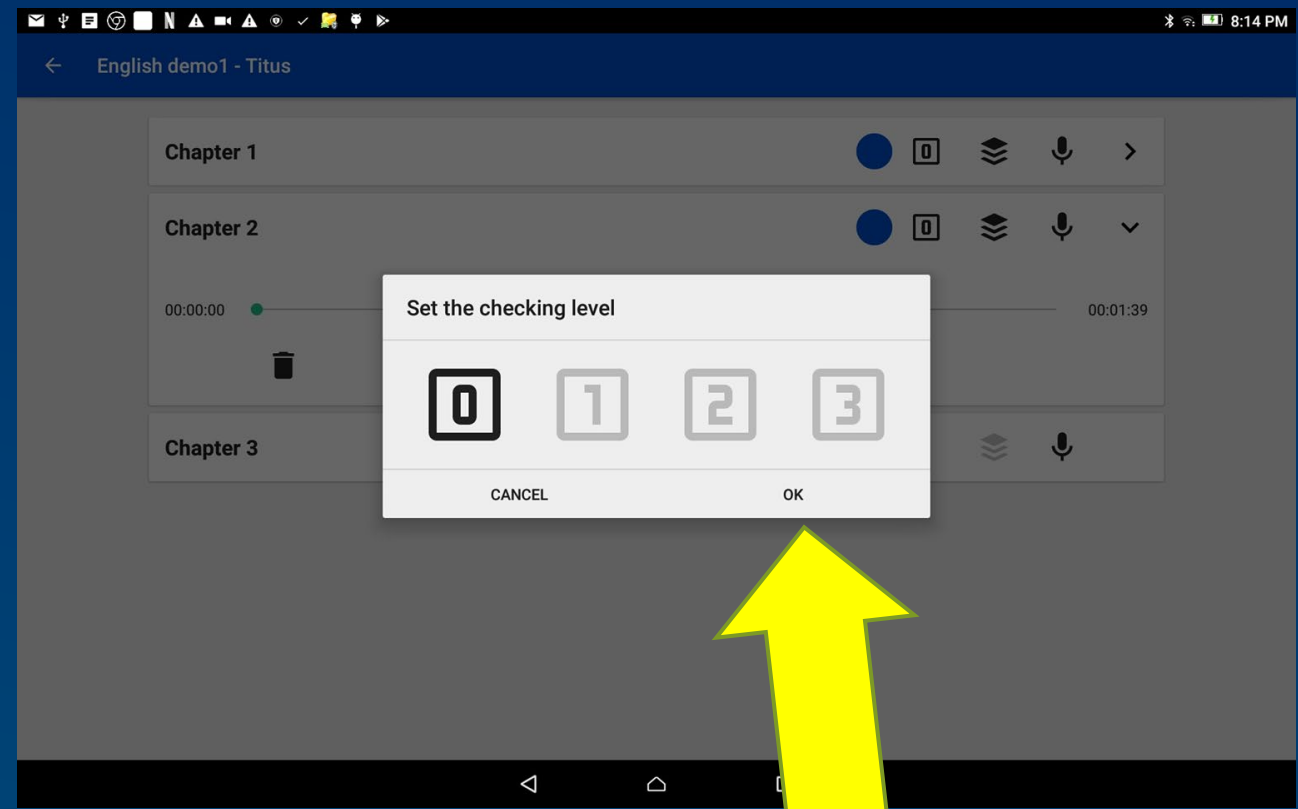 8:14 PM
English demo1 - Titus
Chapter 1
0
Chapter 2
0
00:00:00
00:01:39
Set the checking level
0 1 2 3
CANCEL OK
Chapter 3